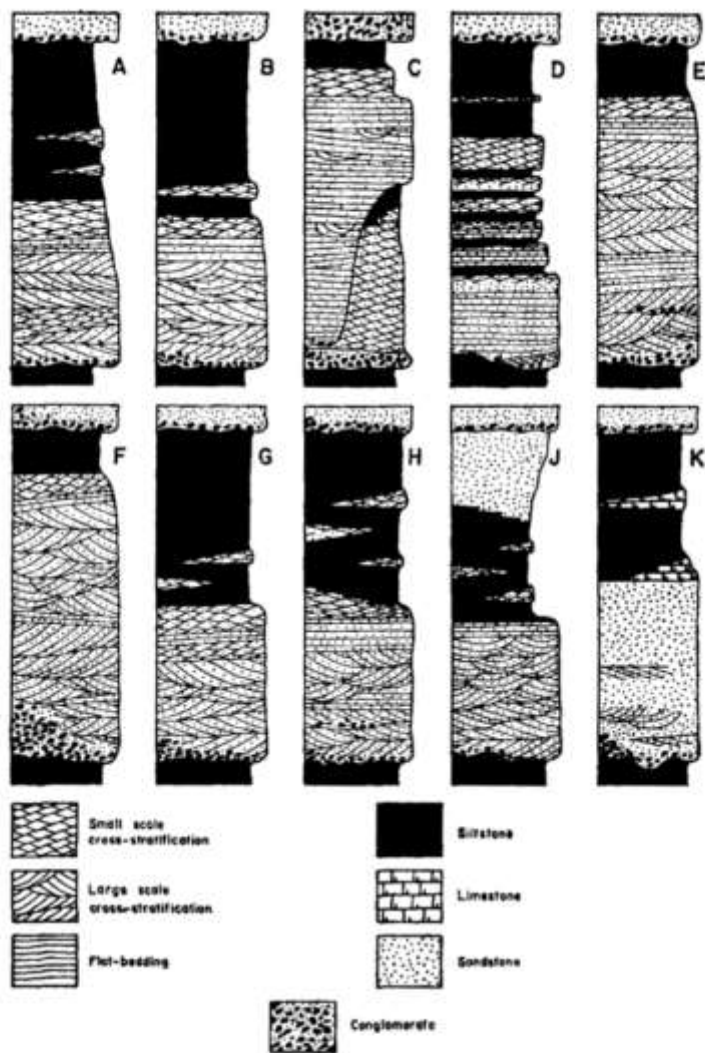 A B C D E
F G H J K
Small scale
cross-stratification
Large scale
cross-stratification
Flat-bedding
Siltstone
Limestone
Sandstone
Conglomerate